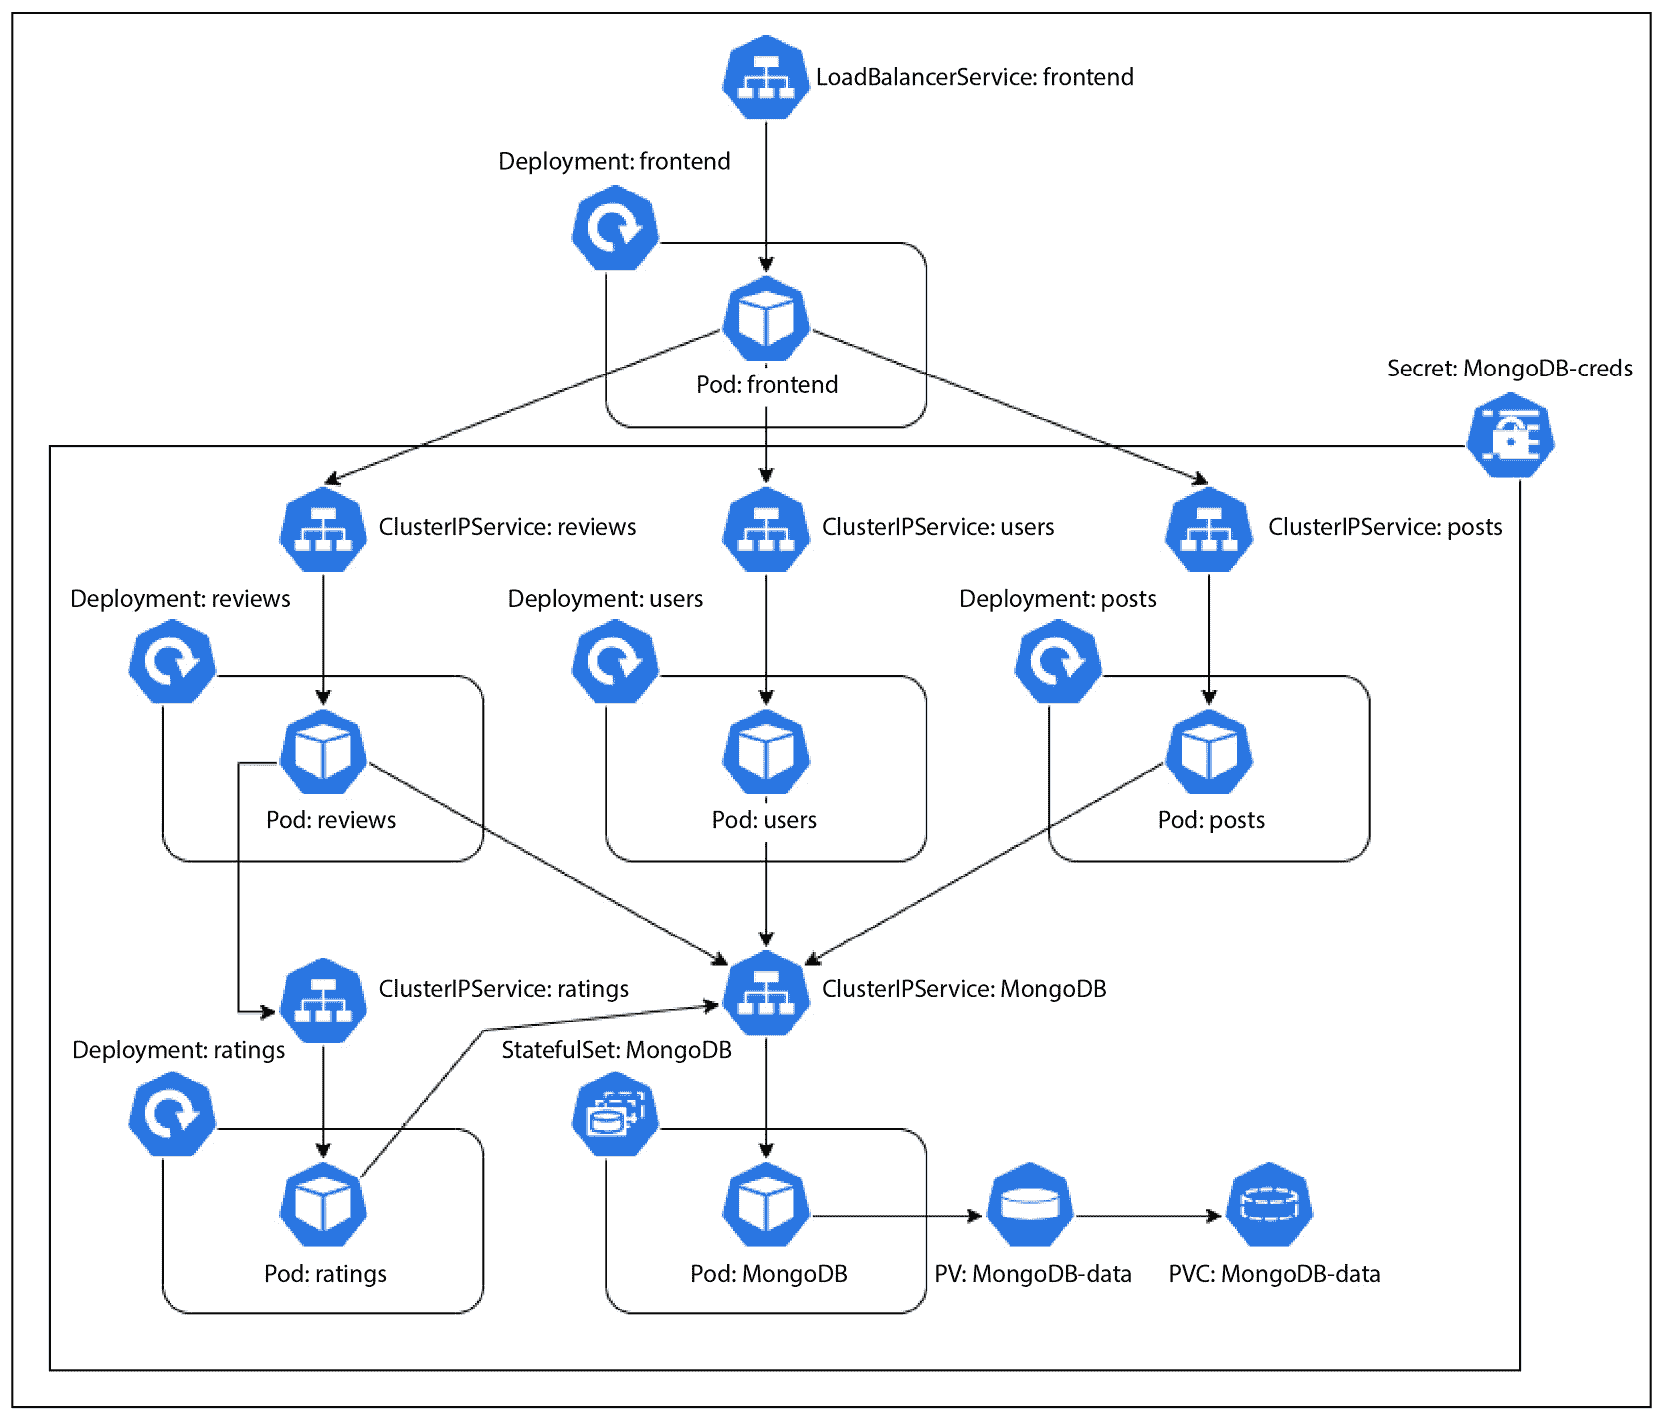 LoadBalancerService: frontend
Deployment: frontend
Pod: frontend
Secret: MongoDB-creds
ClusterIPService: reviews
ClusterIPService: users
ClusterIPService: posts
Deployment: reviews
Deployment: users
Deployment: posts
Pod: reviews
Pod: users
Pod: posts
ClusterIPService: ratings
ClusterIPService: MongoDB
Deployment: ratings
StatefulSet: MongoDB
Pod: ratings
Pod: MongoDB
PV: MongoDB-data
PVC: MongoDB-data